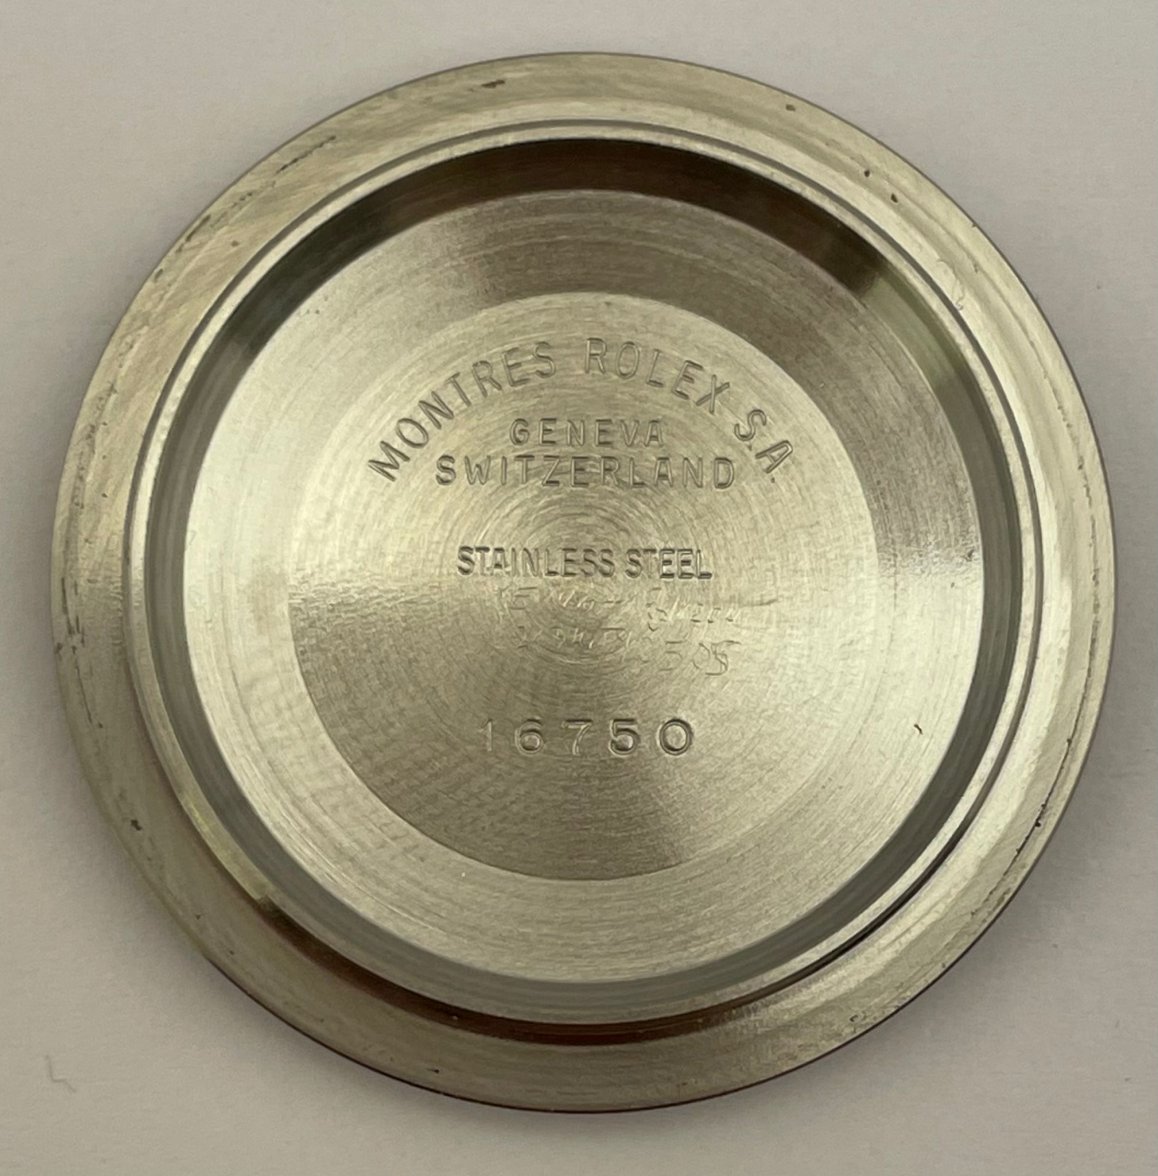 MONTRES ROLEX S.A.
GENEVA
SWITZERLAND
STAINLESS STEEL
16750